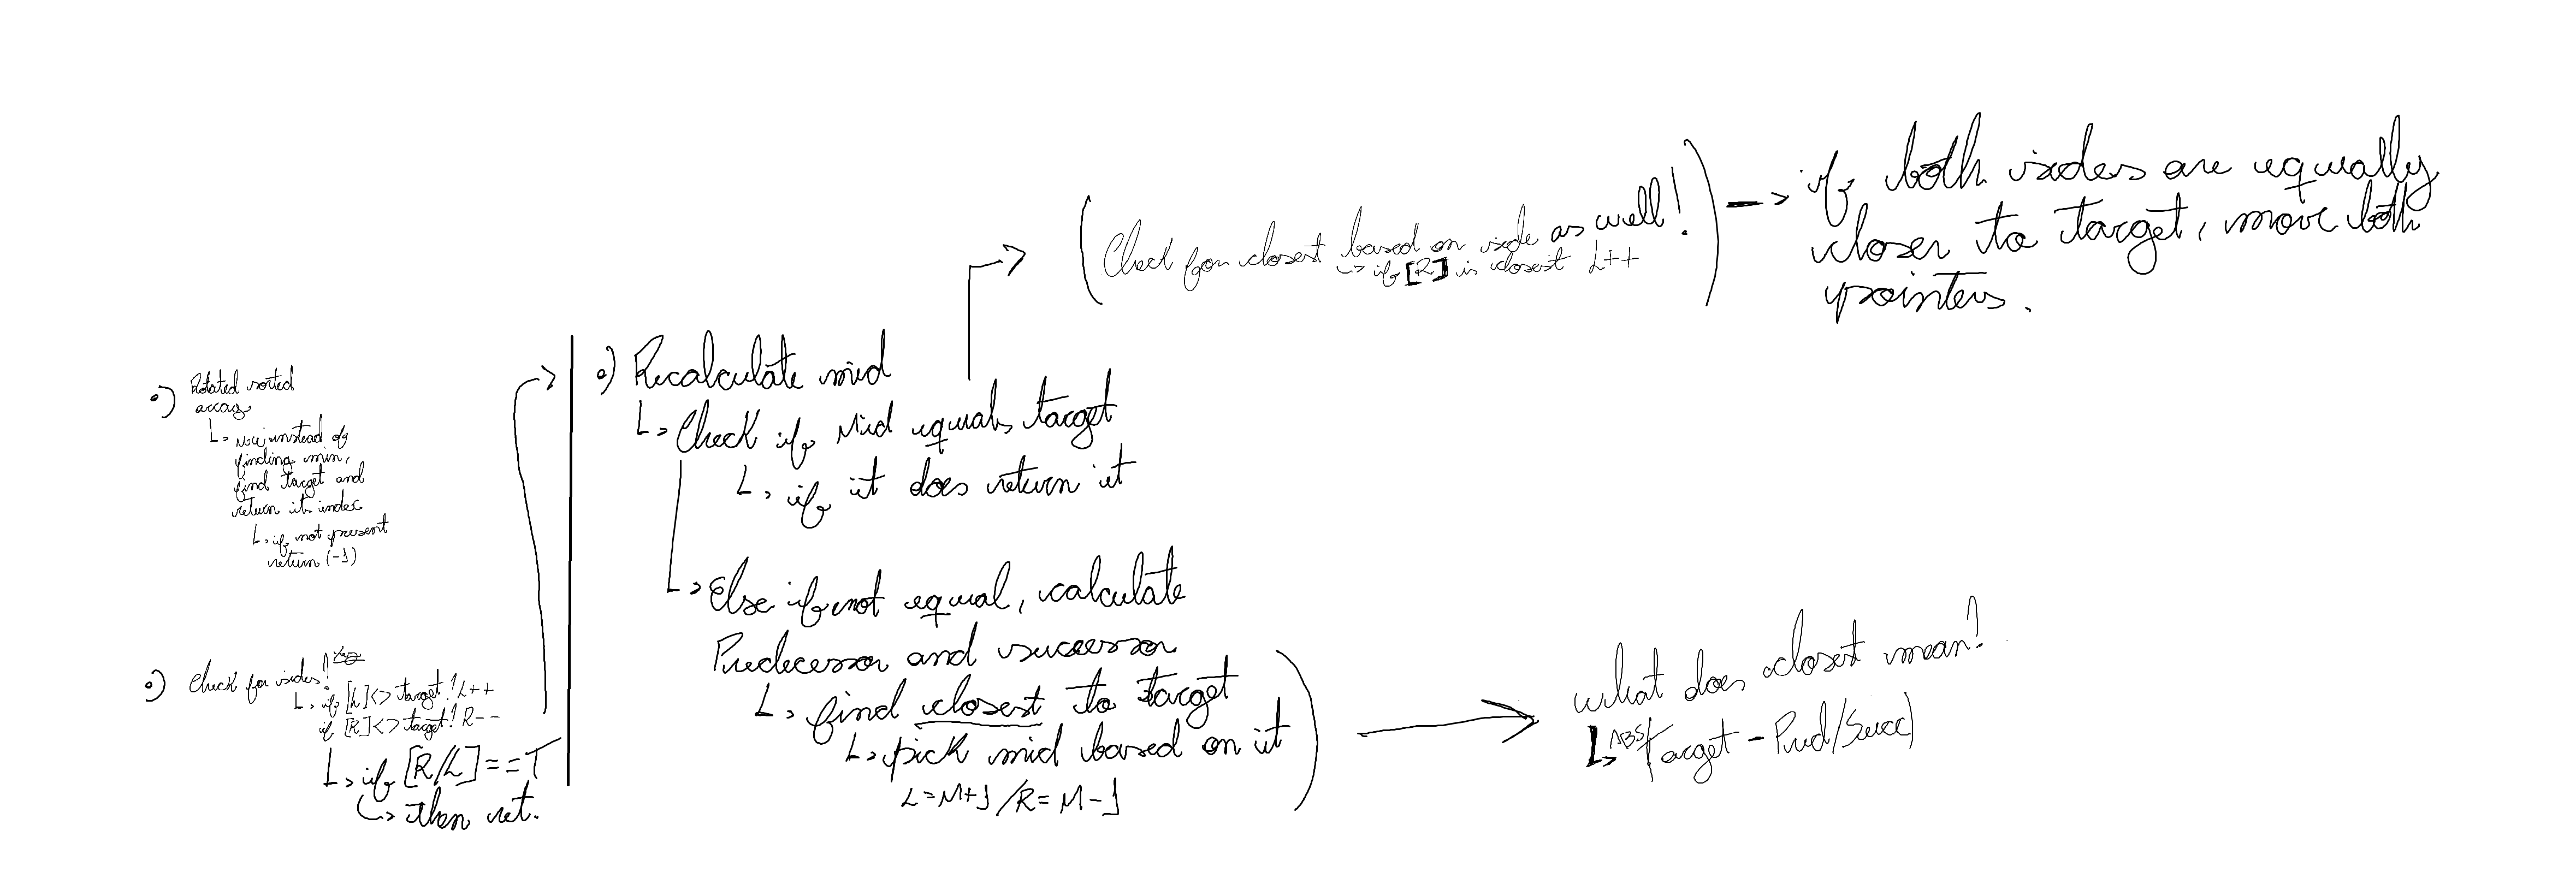 o) Rotated sorted
array
L> Now instead of
finding min,
find target and
return its index
L> if not present
return (-1)
o) Check for sides!
L> if [L]<>target! L++
if [R]<>target! R--
L> if [R/L]==T
↳ then ret.
o) Recalculate mid
L> Check if Mid equals target
L> if it does return it
L> Else if not equal, calculate
Predecessor and successor
L> find closest to target
L> pick mid based on it
L=M+1/R=M-1
(Check for closest based on side as well!)
↳ if [R] is closest L++
-> if both sides are equally
closer to target, move both
pointers.
What does closest mean?
L> ABS(Target - Pred/Succ)